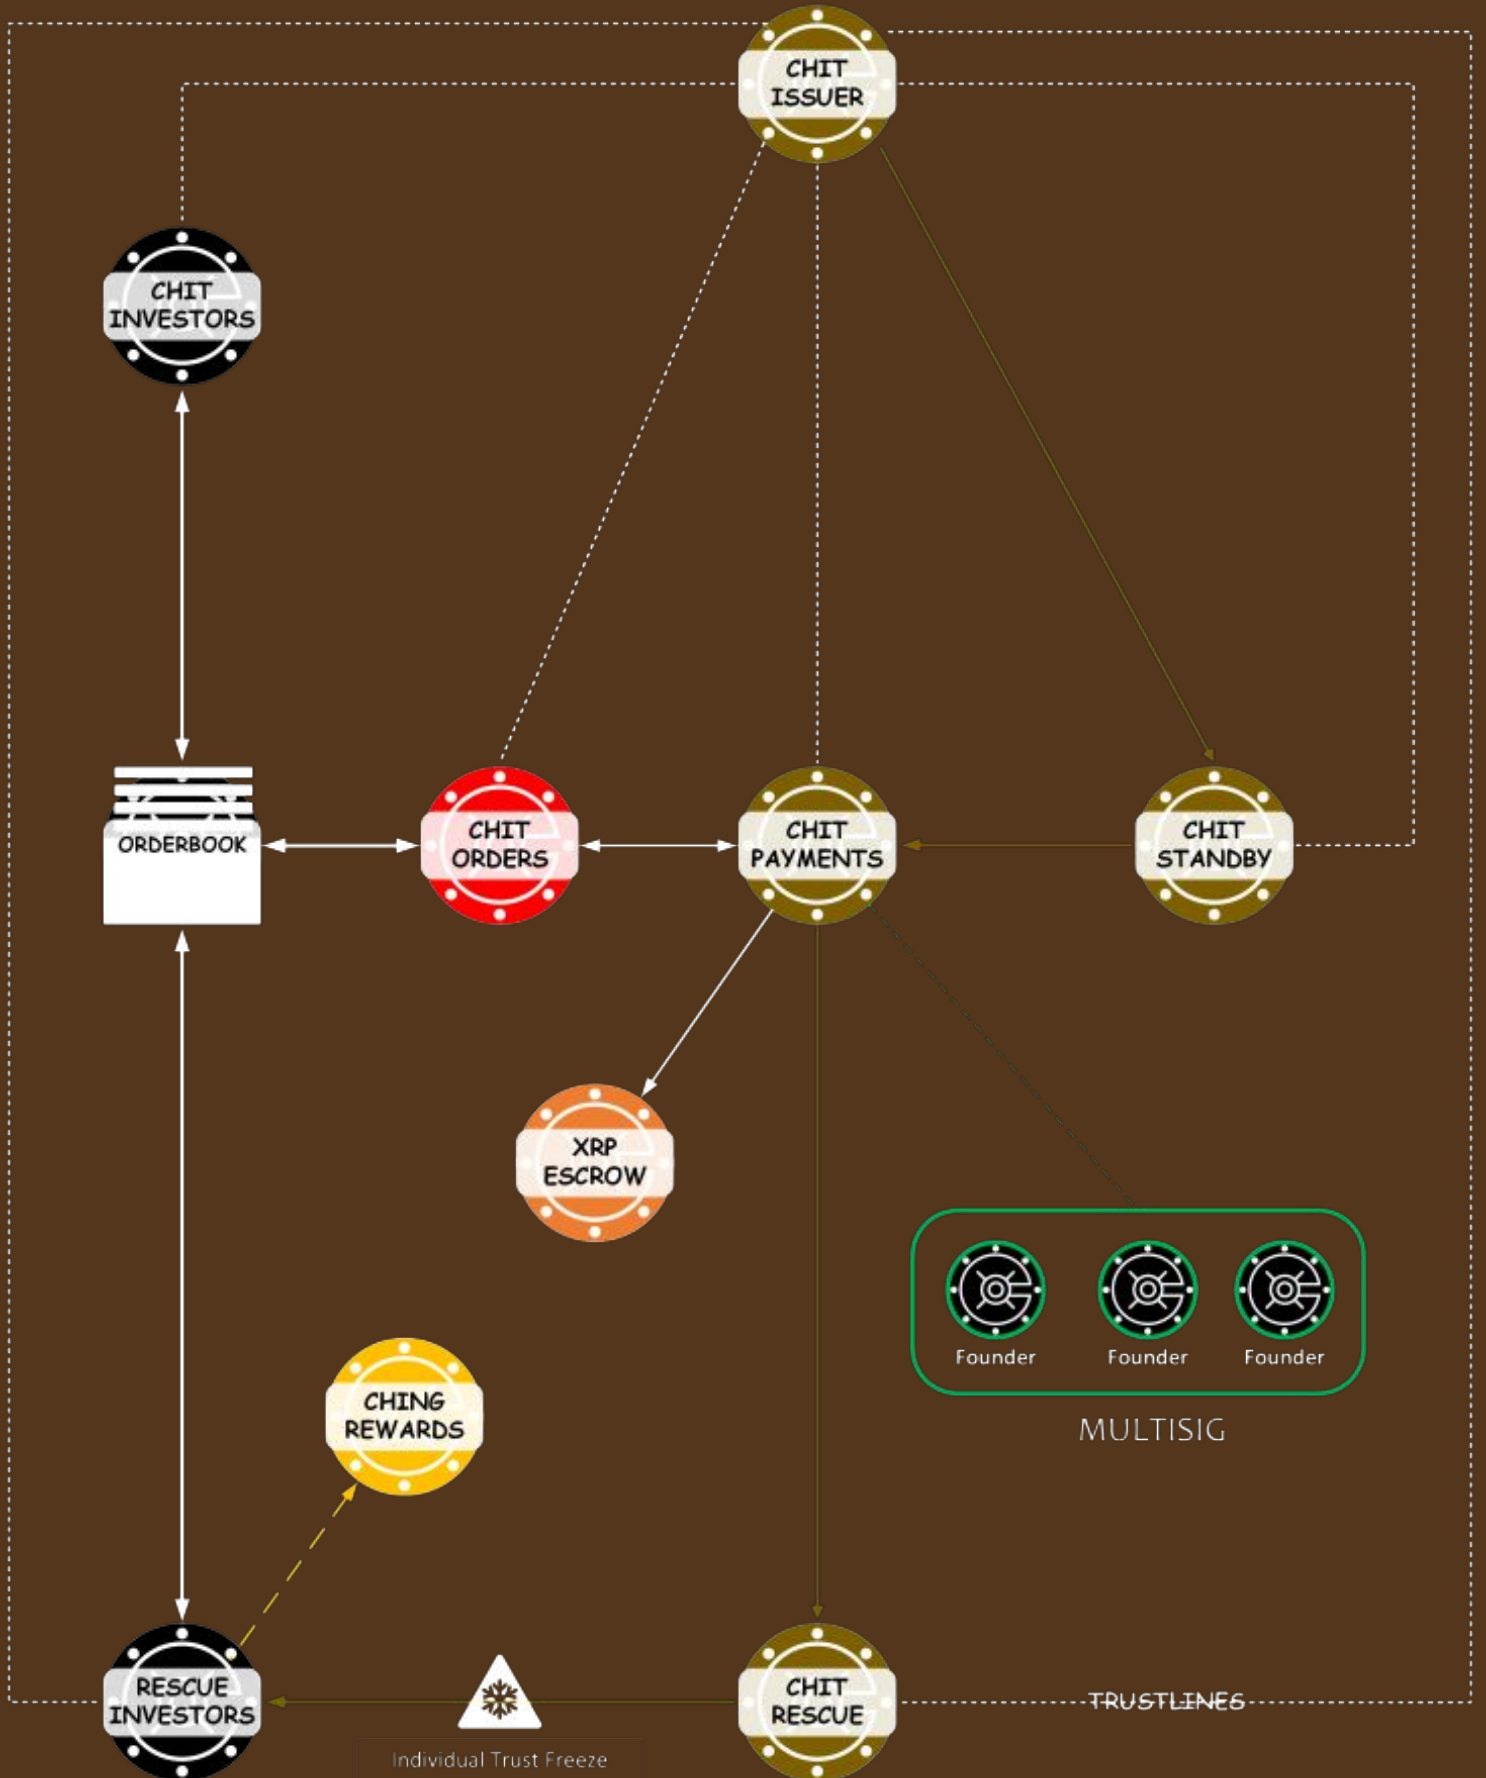 CHIT
ISSUER
CHIT
INVESTORS
ORDERBOOK
CHIT
ORDERS
CHIT
PAYMENTS
CHIT
STANDBY
XRP
ESCROW
Founder
Founder
Founder
MULTISIG
CHING
REWARDS
RESCUE
INVESTORS
Individual Trust Freeze
CHIT
RESCUE
TRUSTLINES